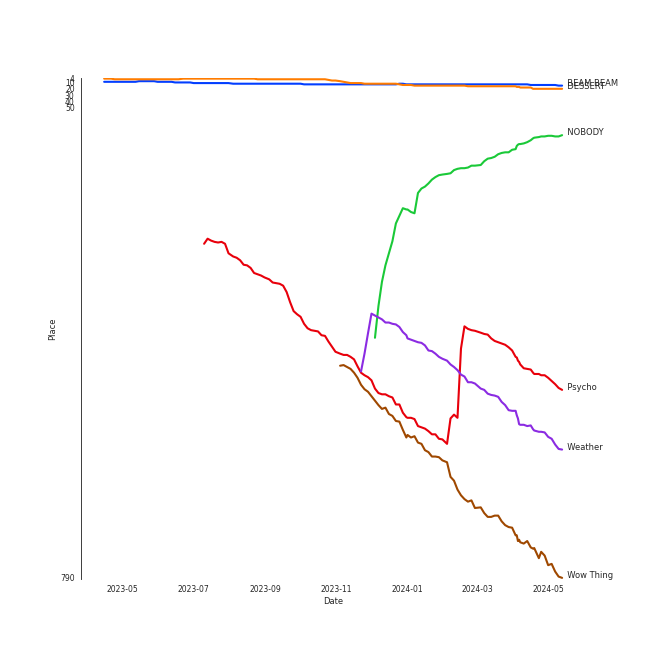 4
10
20
30
40
50
790
Place
BEAM BEAM
DESSERT
NOBODY
Psycho
Weather
Wow Thing
2023-05
2023-07
2023-09
2023-11
2024-01
2024-03
2024-05
Date